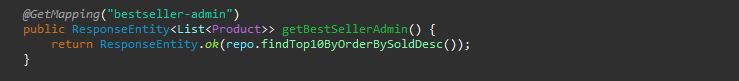 @GetMapping("bestseller-admin")
public ResponseEntity<List<Product>> getBestSellerAdmin() {
return ResponseEntity.ok(repo.findTop10ByOrderBySoldDesc());
}